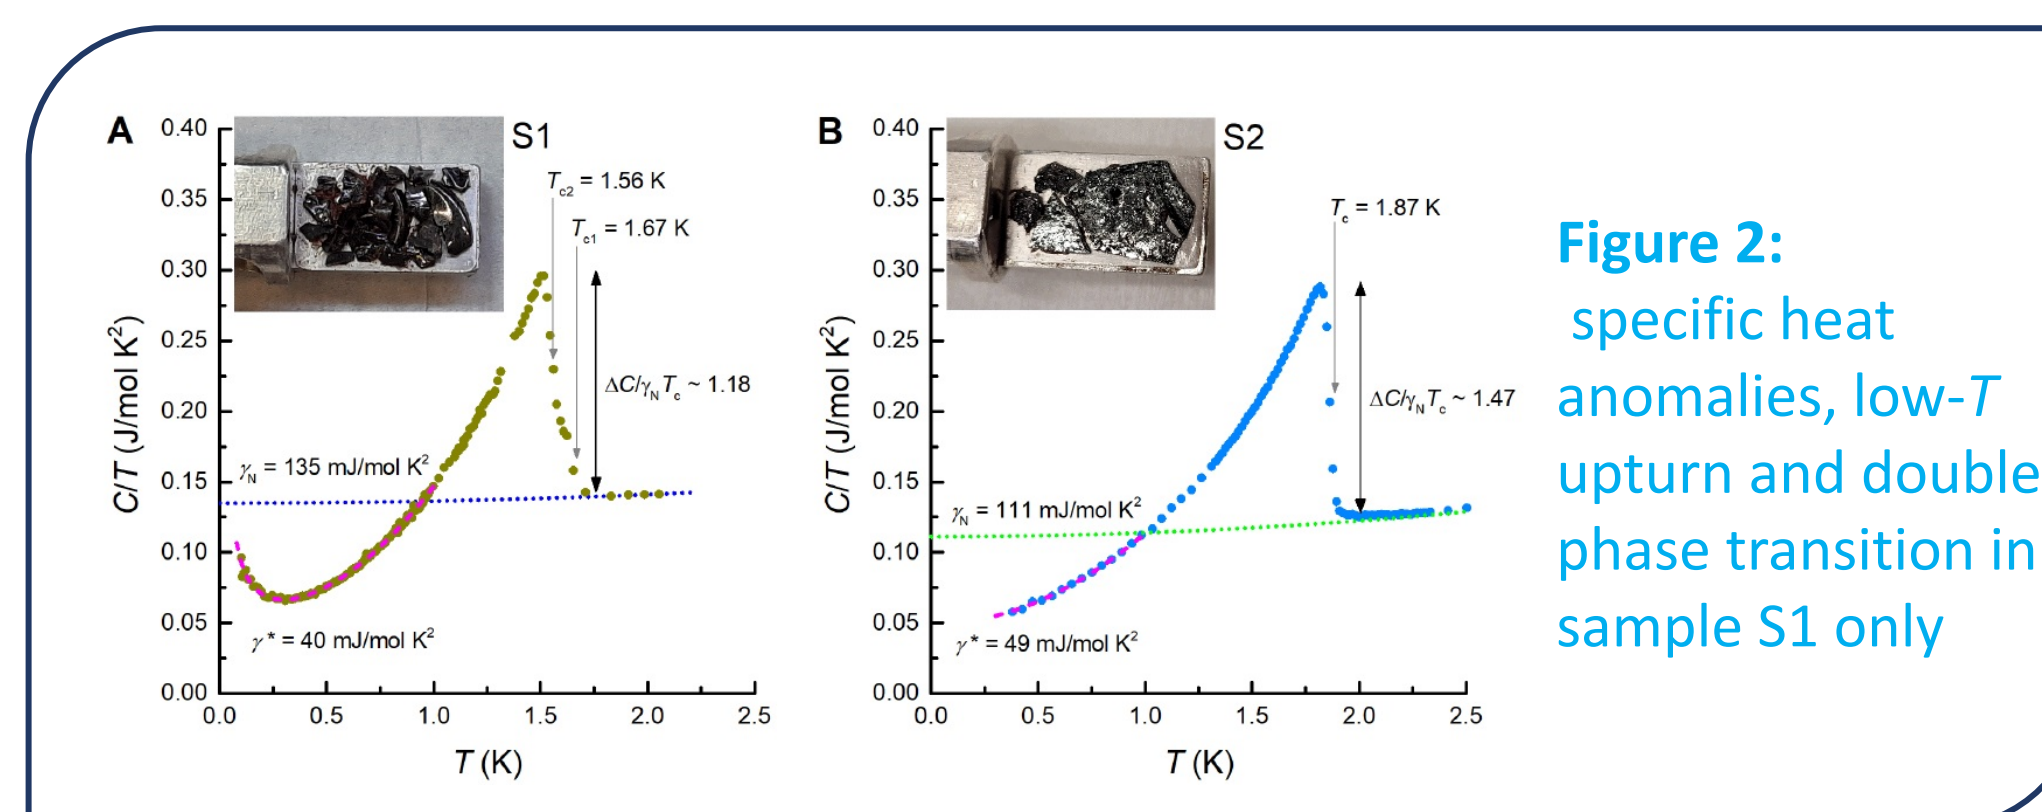 A
S1
0.40
0.35
0.30
0.25
0.20
0.15
0.10
0.05
0.00
C/T (J/mol K²)
T_c2 = 1.56 K
T_c1 = 1.67 K
ΔC/γ_N T_c ~ 1.18
γ_N = 135 mJ/mol K²
γ* = 40 mJ/mol K²
0.0 0.5 1.0 1.5 2.0 2.5
T (K)
B
S2
0.40
0.35
0.30
0.25
0.20
0.15
0.10
0.05
0.00
C/T (J/mol K²)
T_c = 1.87 K
ΔC/γ_N T_c ~ 1.47
γ_N = 111 mJ/mol K²
γ* = 49 mJ/mol K²
0.0 0.5 1.0 1.5 2.0 2.5
T (K)
Figure 2:
specific heat
anomalies, low-T
upturn and double
phase transition in
sample S1 only